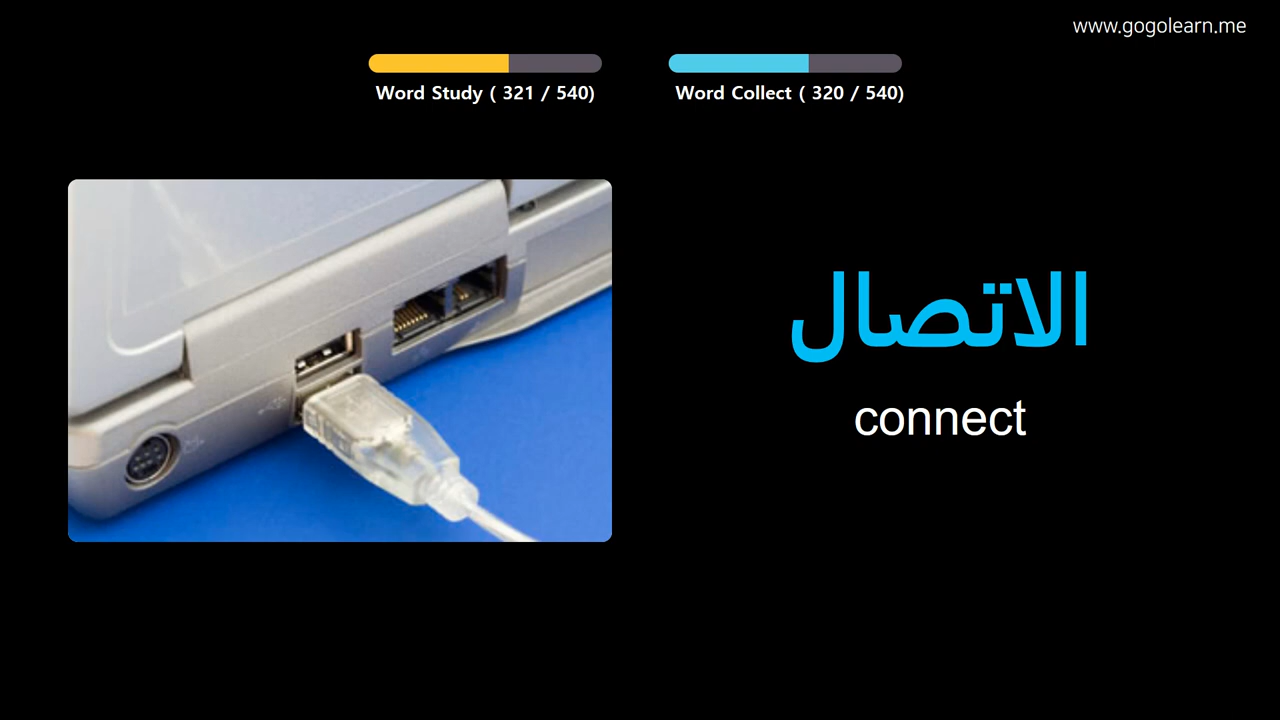 www.gogolearn.me
Word Study ( 321 / 540)
Word Collect ( 320 / 540)
الاتصال
connect